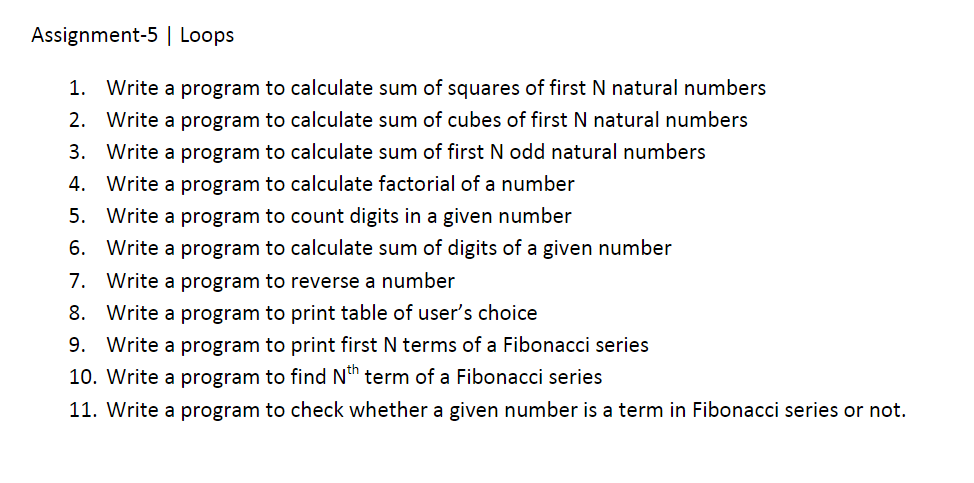 Assignment-5 | Loops
1. Write a program to calculate sum of squares of first N natural numbers
2. Write a program to calculate sum of cubes of first N natural numbers
3. Write a program to calculate sum of first N odd natural numbers
4. Write a program to calculate factorial of a number
5. Write a program to count digits in a given number
6. Write a program to calculate sum of digits of a given number
7. Write a program to reverse a number
8. Write a program to print table of user’s choice
9. Write a program to print first N terms of a Fibonacci series
10. Write a program to find Nth term of a Fibonacci series
11. Write a program to check whether a given number is a term in Fibonacci series or not.